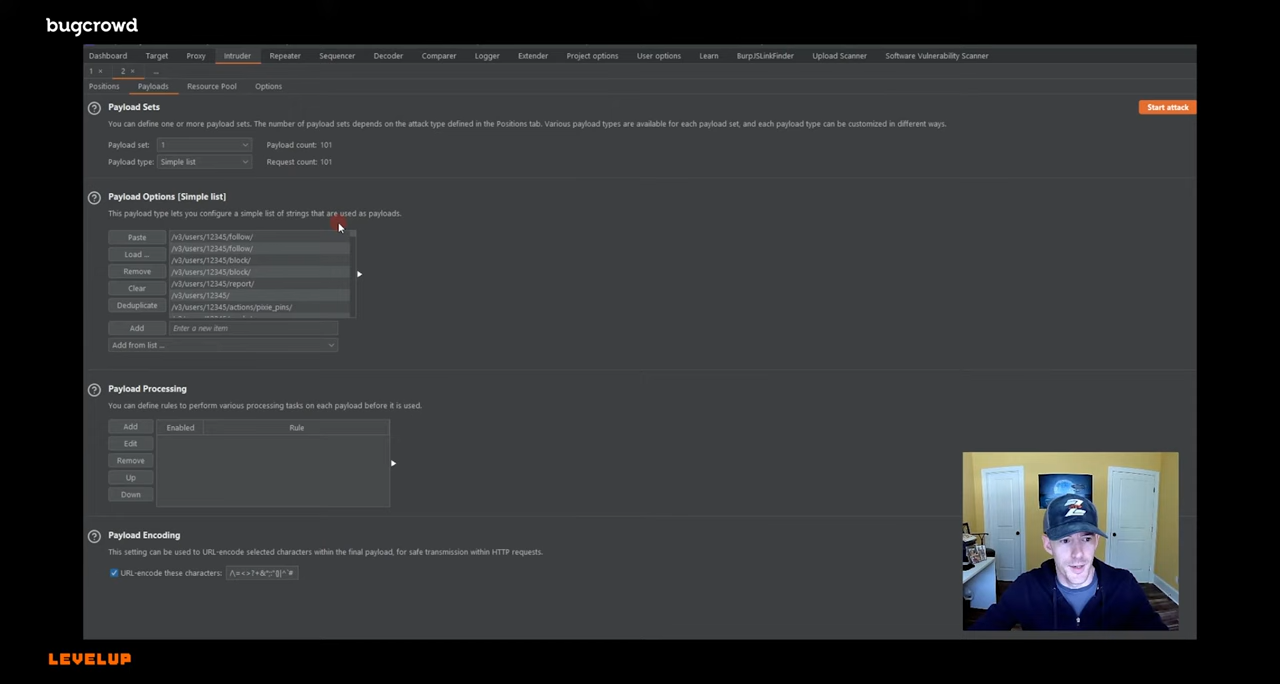 bugcrowd
Dashboard Target Proxy Intruder Repeater Sequencer Decoder Comparer Logger Extender Project options User options Learn BurpJSLinkFinder Upload Scanner Software Vulnerability Scanner
1 × 2 × ...
Positions Payloads Resource Pool Options
? Payload Sets Start attack
You can define one or more payload sets. The number of payload sets depends on the attack type defined in the Positions tab. Various payload types are available for each payload set, and each payload type can be customized in different ways.
Payload set: 1 Payload count: 101
Payload type: Simple list Request count: 101
? Payload Options [Simple list]
This payload type lets you configure a simple list of strings that are used as payloads.
Paste /v3/users/12345/follow/
/v3/users/12345/follow/
Load ... /v3/users/12345/block/
Remove /v3/users/12345/block/
/v3/users/12345/report/
Clear /v3/users/12345/
Deduplicate /v3/users/12345/actions/pixie_pins/
Add Enter a new item
Add from list ...
? Payload Processing
You can define rules to perform various processing tasks on each payload before it is used.
Add Enabled Rule
Edit
Remove
Up
Down
? Payload Encoding
This setting can be used to URL-encode selected characters within the final payload, for safe transmission within HTTP requests.
URL-encode these characters:
LEVELUP